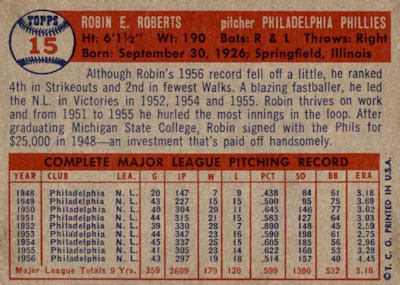 TOPPS
15
ROBIN E. ROBERTS pitcher PHILADELPHIA PHILLIES
Ht: 6'1½" Wt: 190 Bats: R & L Throws: Right
Born: September 30, 1926; Springfield, Illinois
Although Robin's 1956 record fell off a little, he ranked
4th in Strikeouts and 2nd in fewest Walks. A blazing fastballer, he led
the N.L. in Victories in 1952, 1954 and 1955. Robin thrives on work
and from 1951 to 1955 he hurled the most innings in the loop. After
graduating Michigan State College, Robin signed with the Phils for
$25,000 in 1948—an investment that's paid off handsomely.
COMPLETE MAJOR LEAGUE PITCHING RECORD
YEAR CLUB LEA. G IP W L PCT. SO BB ERA
1948 Philadelphia N. L. 20 147 7 9 .438 84 61 3.18
1949 Philadelphia N. L. 43 227 15 15 .500 95 75 3.69
1950 Philadelphia N. L. 40 304 20 11 .645 146 77 3.02
1951 Philadelphia N. L. 44 315 21 15 .583 127 64 3.03
1952 Philadelphia N. L. 39 330 28 7 .800 148 45 2.59
1953 Philadelphia N. L. 44 347 23 16 .590 198 61 2.75
1954 Philadelphia N. L. 45 337 23 15 .605 185 56 2.96
1955 Philadelphia N. L. 41 305 23 14 .622 160 53 3.28
1956 Philadelphia N. L. 43 297 19 18 .514 157 40 4.45
Major League Totals 9 Yrs. 359 2609 179 120 .599 1300 532 3.18
© T. C. G. PRINTED IN U.S.A.